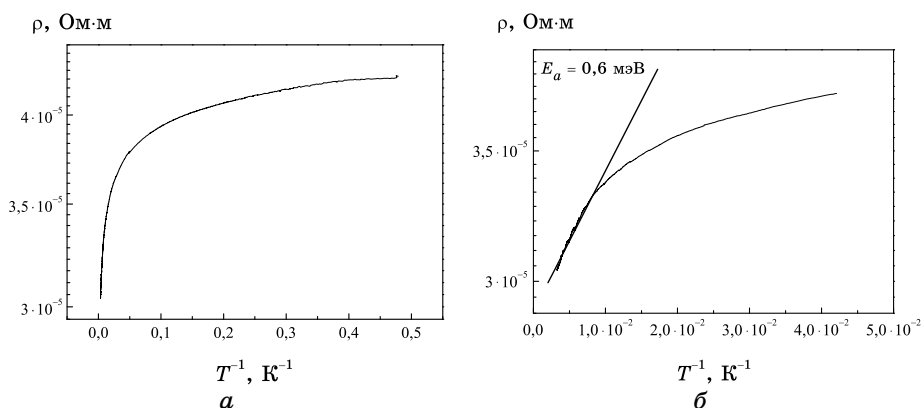 ρ, Ом·м
4·10⁻⁵
3,5·10⁻⁵
3·10⁻⁵
0,0 0,1 0,2 0,3 0,4 0,5
T⁻¹, К⁻¹
а
ρ, Ом·м
Eₐ = 0,6 мэВ
3,5·10⁻⁵
3·10⁻⁵
0,0 1,0·10⁻² 2,0·10⁻² 3,0·10⁻² 4,0·10⁻² 5,0·10⁻²
T⁻¹, К⁻¹
б